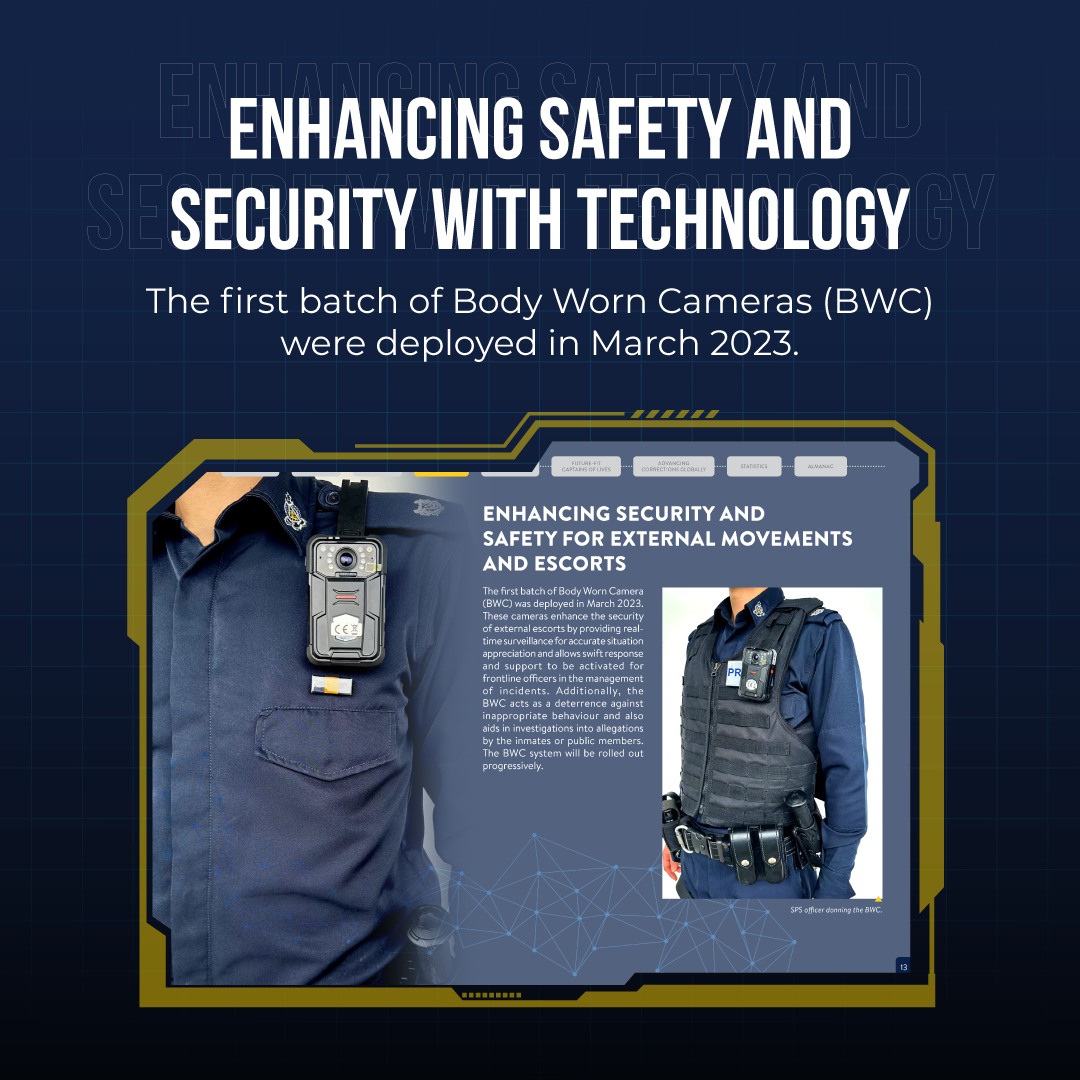 ENHANCING SAFETY AND
SECURITY WITH TECHNOLOGY
The first batch of Body Worn Cameras (BWC)
were deployed in March 2023.
FUTURE-FIT
CAPTAINS OF LIVES
ADVANCING
CORRECTIONS GLOBALLY
STATISTICS
ALMANAC
ENHANCING SECURITY AND
SAFETY FOR EXTERNAL MOVEMENTS
AND ESCORTS
The first batch of Body Worn Camera
(BWC) was deployed in March 2023.
These cameras enhance the security
of external escorts by providing real-
time surveillance for accurate situation
appreciation and allows swift response
and support to be activated for
frontline officers in the management
of incidents. Additionally, the
BWC acts as a deterrence against
inappropriate behaviour and also
aids in investigations into allegations
by the inmates or public members.
The BWC system will be rolled out
progressively.
CE
PR
SPS officer donning the BWC.
13